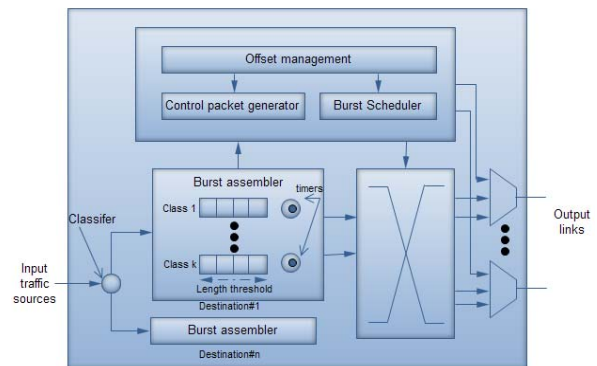 Offset management
Control packet generator
Burst Scheduler
Burst assembler
timers
Class 1
Classifer
Class k
Length threshold
Destination#1
Input
traffic
sources
Burst assembler
Destination#n
Output
links